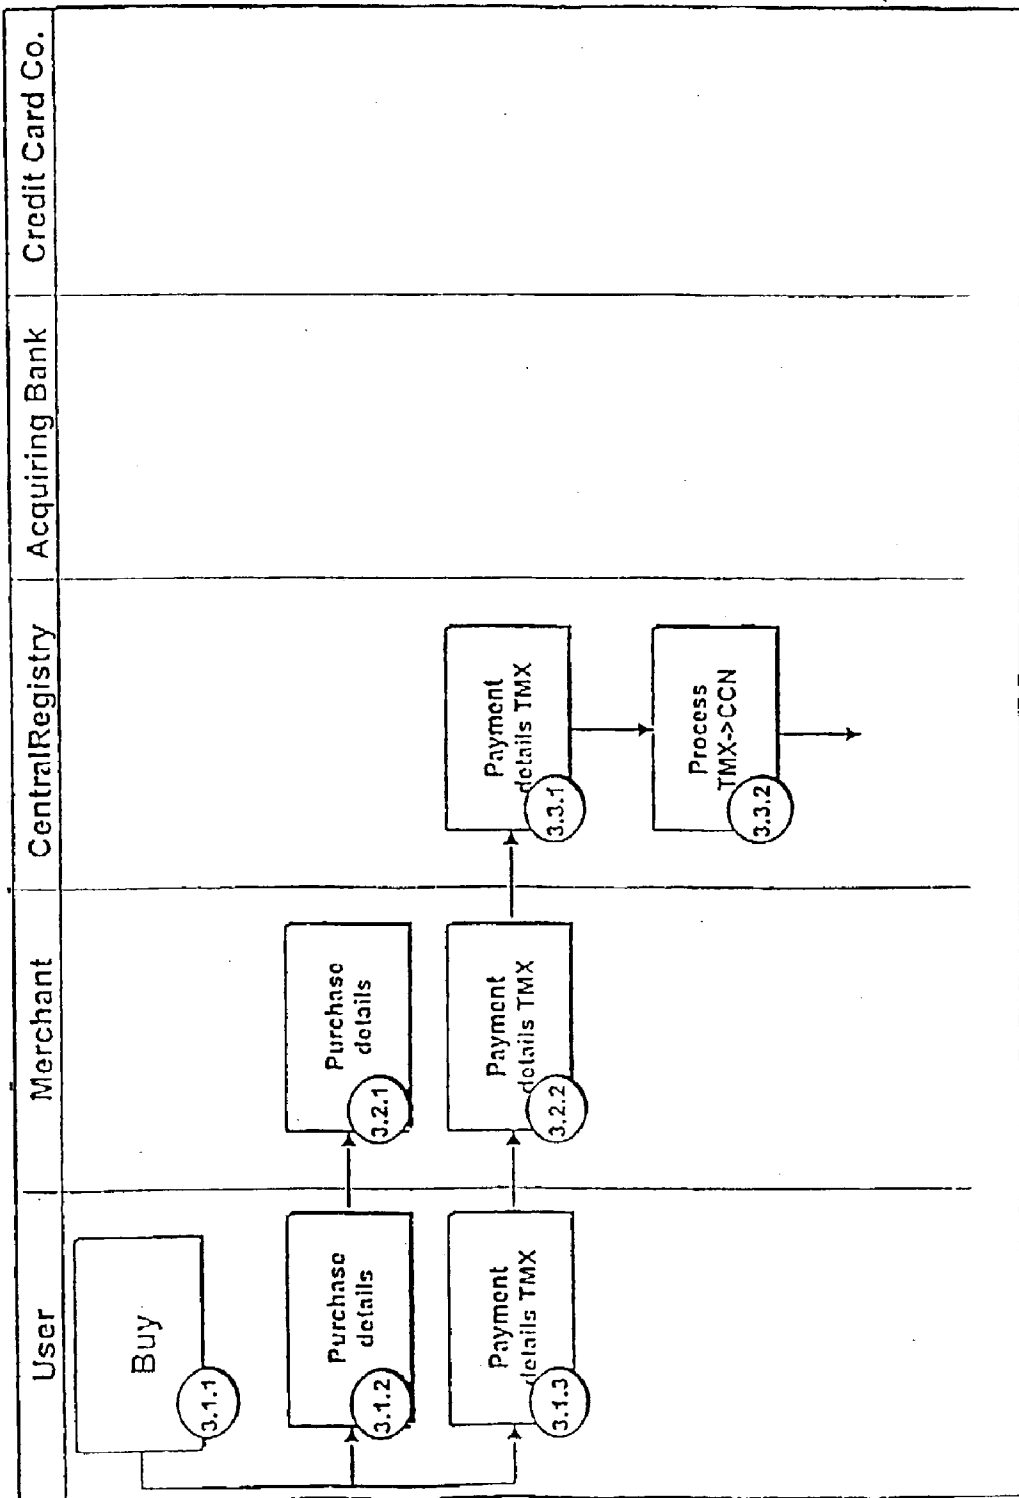 User
Merchant
CentralRegistry
Acquiring Bank
Credit Card Co.
Buy
3.1.1
Purchase
details
3.1.2
Purchase
details
3.2.1
Payment
details TMX
3.1.3
Payment
details TMX
3.2.2
Payment
details TMX
3.3.1
Process
TMX->CCN
3.3.2